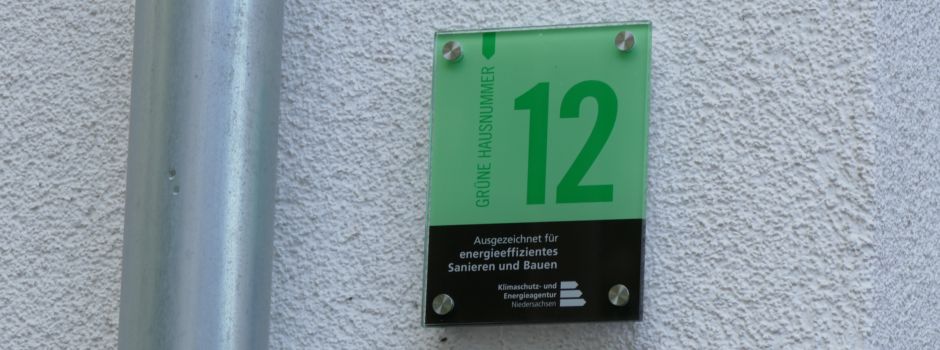 GRÜNE HAUSNUMMER
12
Ausgezeichnet für
energieeffizientes
Sanieren und Bauen
Klimaschutz- und
Energieagentur
Niedersachsen